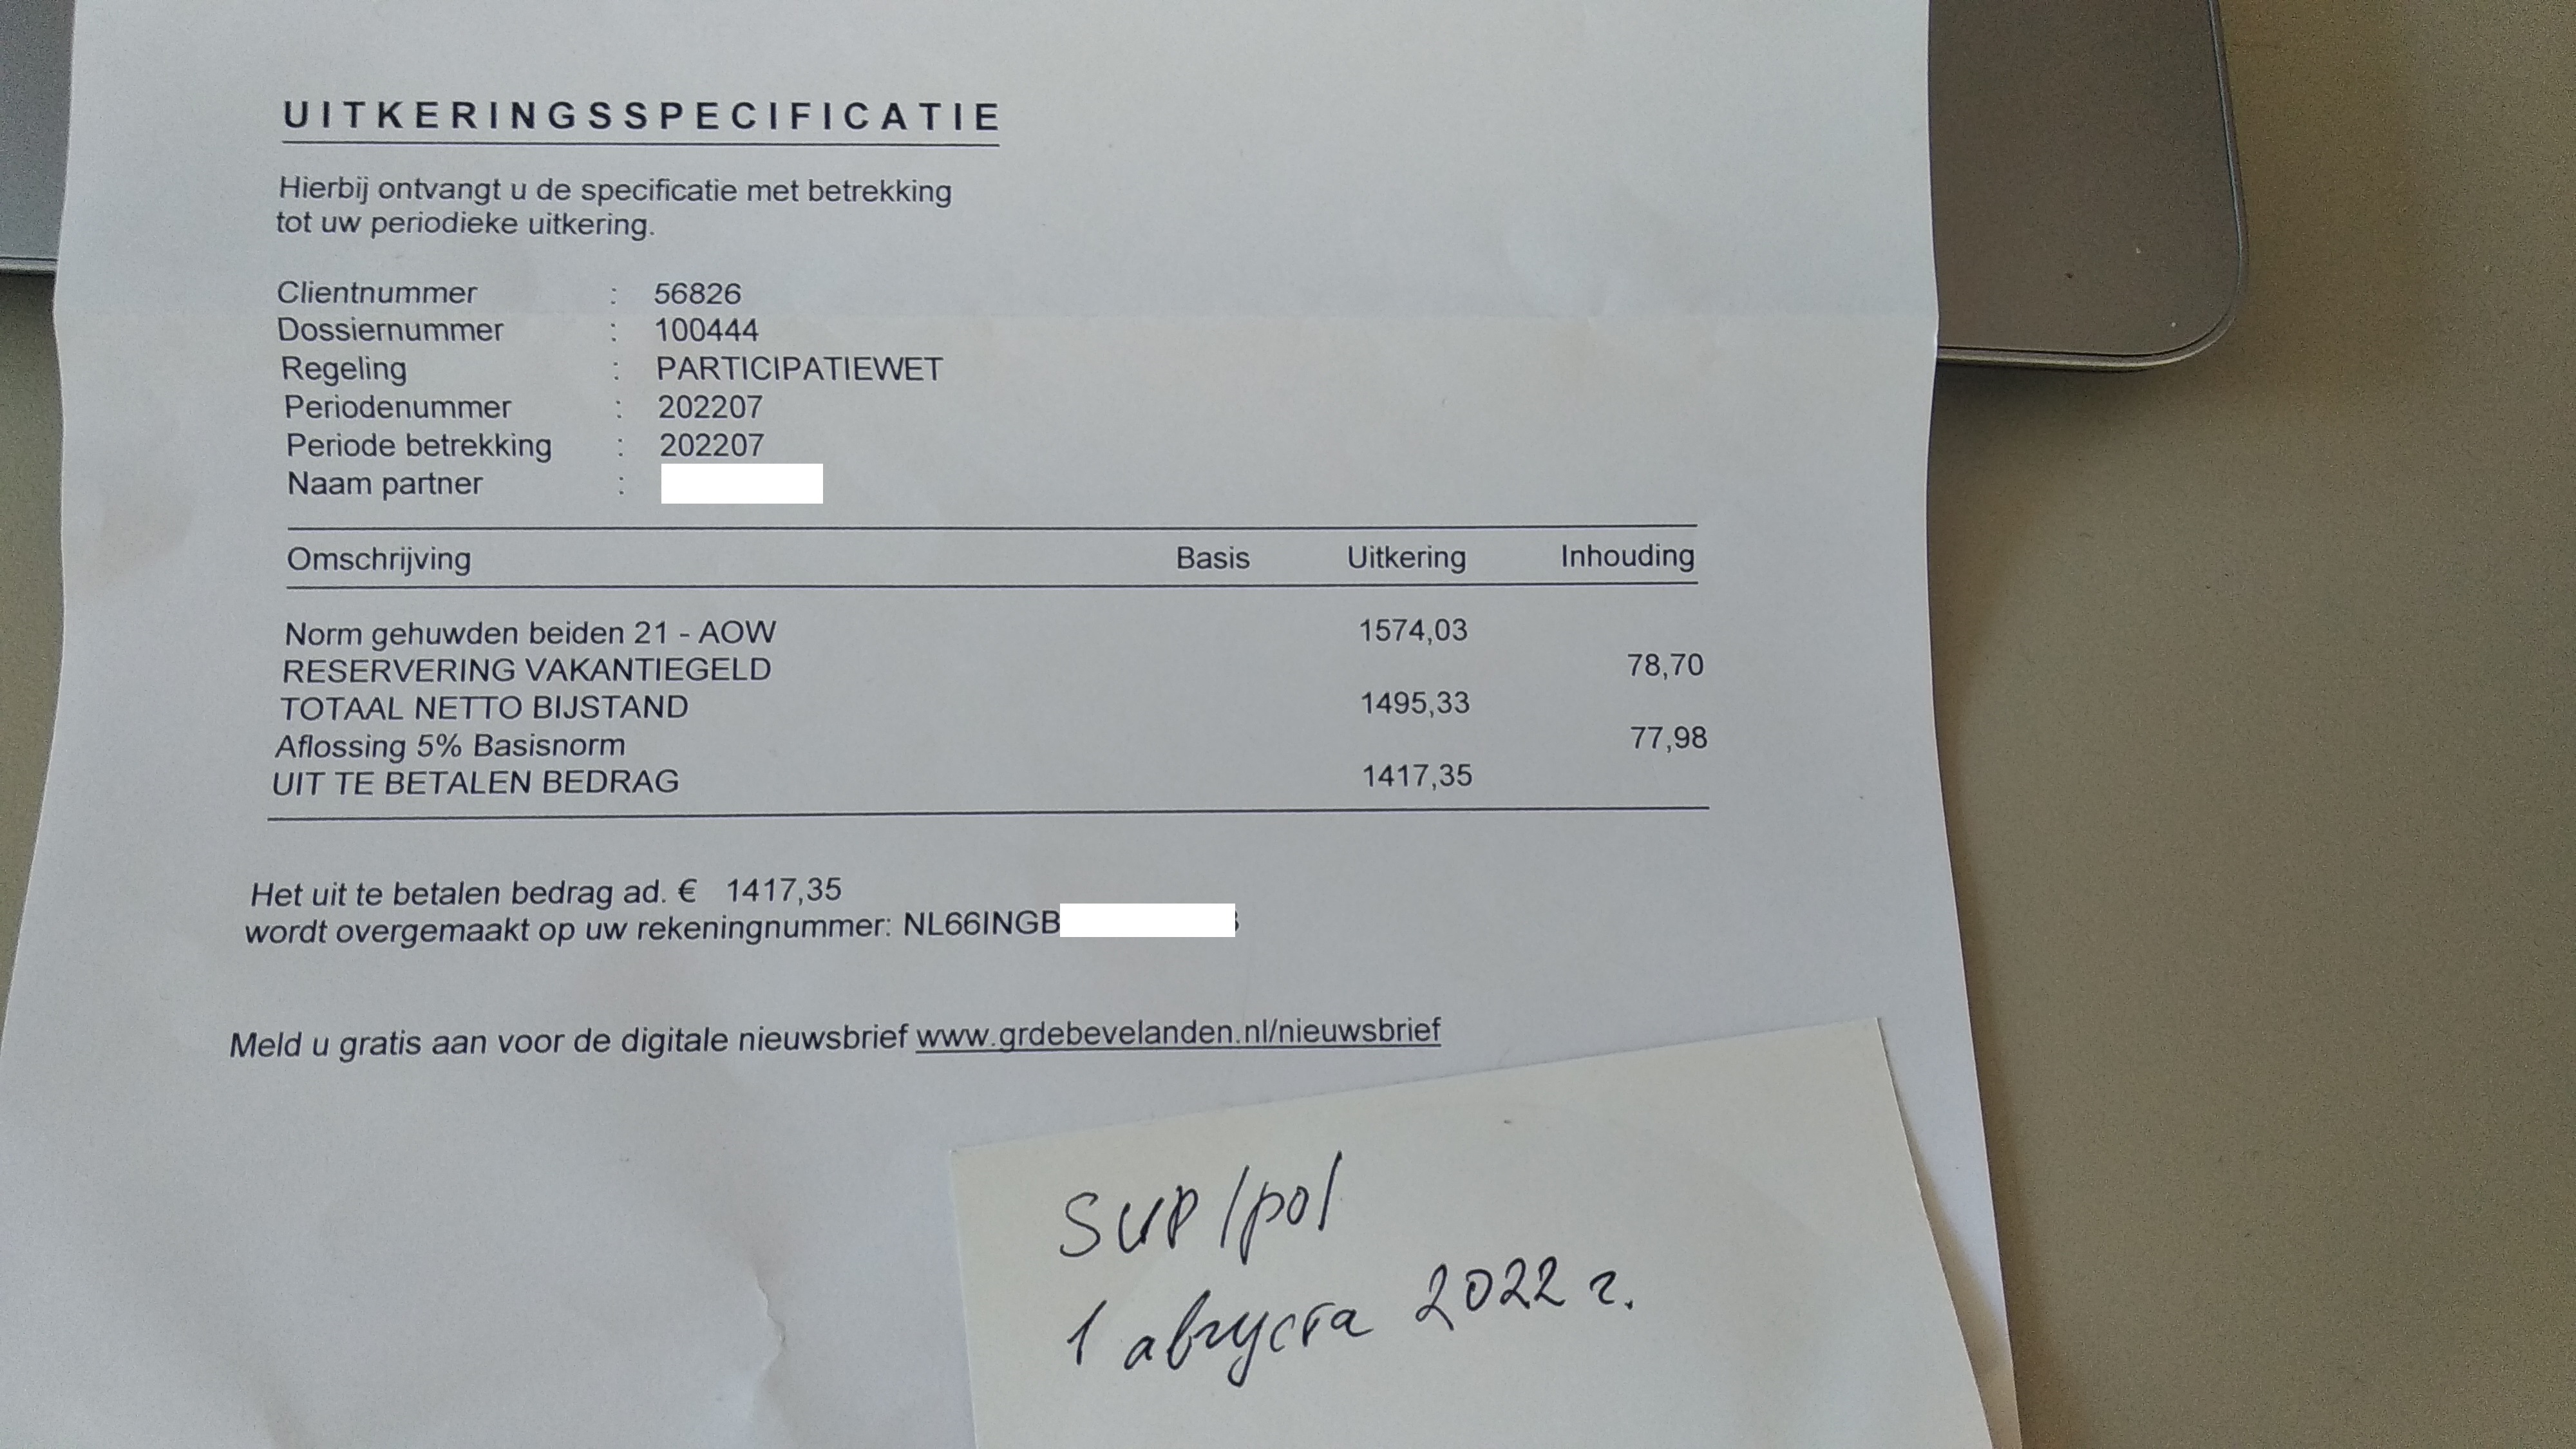 UITKERINGSSPECIFICATIE
Hierbij ontvangt u de specificatie met betrekking
tot uw periodieke uitkering.
Clientnummer : 56826
Dossiernummer : 100444
Regeling : PARTICIPATIEWET
Periodenummer : 202207
Periode betrekking : 202207
Naam partner :
Omschrijving Basis Uitkering Inhouding
Norm gehuwden beiden 21 - AOW 1574,03
RESERVERING VAKANTIEGELD 78,70
TOTAAL NETTO BIJSTAND 1495,33
Aflossing 5% Basisnorm 77,98
UIT TE BETALEN BEDRAG 1417,35
Het uit te betalen bedrag ad. € 1417,35
wordt overgemaakt op uw rekeningnummer: NL66INGB
Meld u gratis aan voor de digitale nieuwsbrief www.grdebevelanden.nl/nieuwsbrief
SUP/pol
1 августа 2022 г.